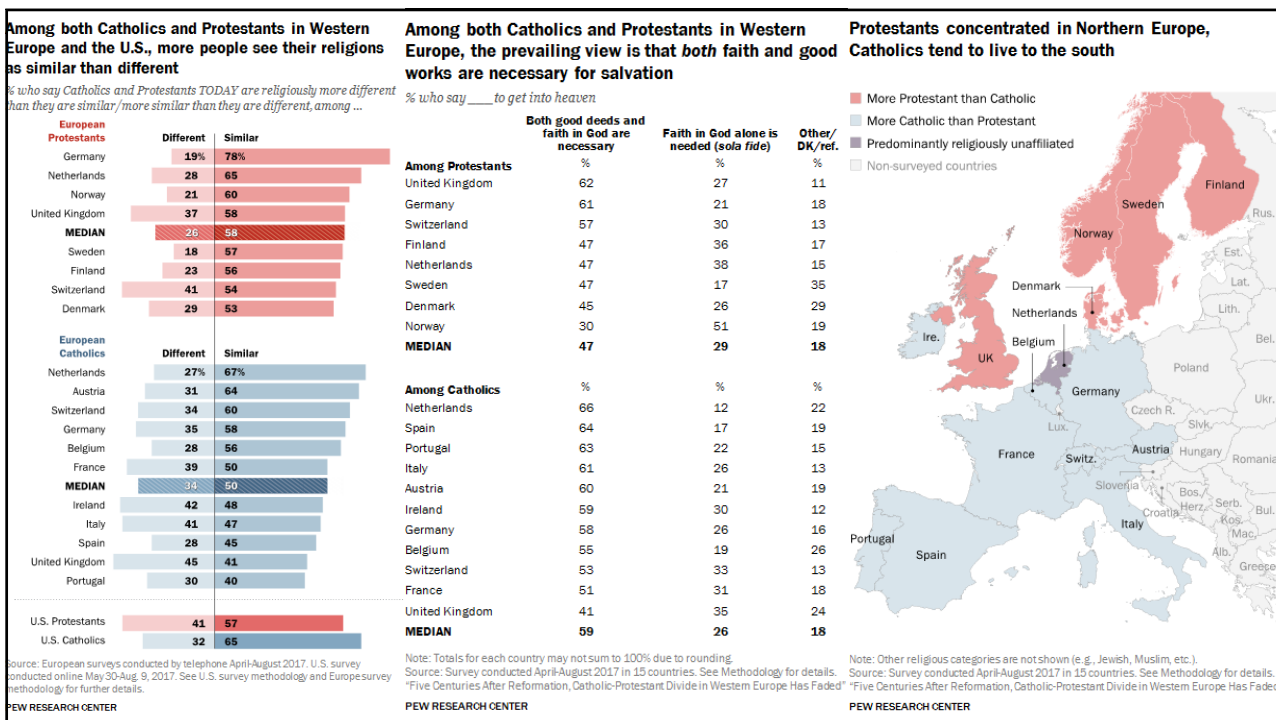 Among both Catholics and Protestants in Western
Europe and the U.S., more people see their religions
as similar than different
% who say Catholics and Protestants TODAY are religiously more different
than they are similar/more similar than they are different, among ...
European
Protestants
Different Similar
Germany 19% 78%
Netherlands 28 65
Norway 21 60
United Kingdom 37 58
MEDIAN 26 58
Sweden 18 57
Finland 23 56
Switzerland 41 54
Denmark 29 53
European
Catholics
Different Similar
Netherlands 27% 67%
Austria 31 64
Switzerland 34 60
Germany 35 58
Belgium 28 56
France 39 50
MEDIAN 34 50
Ireland 42 48
Italy 41 47
Spain 28 45
United Kingdom 45 41
Portugal 30 40
U.S. Protestants 41 57
U.S. Catholics 32 65
Source: European surveys conducted by telephone April-August 2017. U.S. survey
conducted online May 30-Aug. 9, 2017. See U.S. survey methodology and Europe survey
methodology for further details.
PEW RESEARCH CENTER
Among both Catholics and Protestants in Western
Europe, the prevailing view is that both faith and good
works are necessary for salvation
% who say ___ to get into heaven
Both good deeds and
faith in God are
necessary
Faith in God alone is
needed (sola fide)
Other/
DK/ref.
Among Protestants % % %
United Kingdom 62 27 11
Germany 61 21 18
Switzerland 57 30 13
Finland 47 36 17
Netherlands 47 38 15
Sweden 47 17 35
Denmark 45 26 29
Norway 30 51 19
MEDIAN 47 29 18
Among Catholics % % %
Netherlands 66 12 22
Spain 64 17 19
Portugal 63 22 15
Italy 61 26 13
Austria 60 21 19
Ireland 59 30 12
Germany 58 26 16
Belgium 55 19 26
Switzerland 53 33 13
France 51 31 18
United Kingdom 41 35 24
MEDIAN 59 26 18
Note: Totals for each country may not sum to 100% due to rounding.
Source: Survey conducted April-August 2017 in 15 countries. See Methodology for details.
"Five Centuries After Reformation, Catholic-Protestant Divide in Western Europe Has Faded"
PEW RESEARCH CENTER
Protestants concentrated in Northern Europe,
Catholics tend to live to the south
More Protestant than Catholic
More Catholic than Protestant
Predominantly religiously unaffiliated
Non-surveyed countries
Finland
Sweden
Norway
Rus.
Est.
Lat.
Lith.
Denmark
Netherlands
Belgium
Ire.
UK
Bel.
Poland
Germany
Ukr.
Czech R.
Lux.
Slvk.
France
Switz.
Austria
Hungary
Romania
Slovenia
Croatia
Bos./
Herz.
Serb.
Kos.
Bul.
Mac.
Italy
Alb.
Greece
Portugal
Spain
Note: Other religious categories are not shown (e.g., Jewish, Muslim, etc.).
Source: Survey conducted April-August 2017 in 15 countries. See Methodology for details.
"Five Centuries After Reformation, Catholic-Protestant Divide in Western Europe Has Faded
PEW RESEARCH CENTER